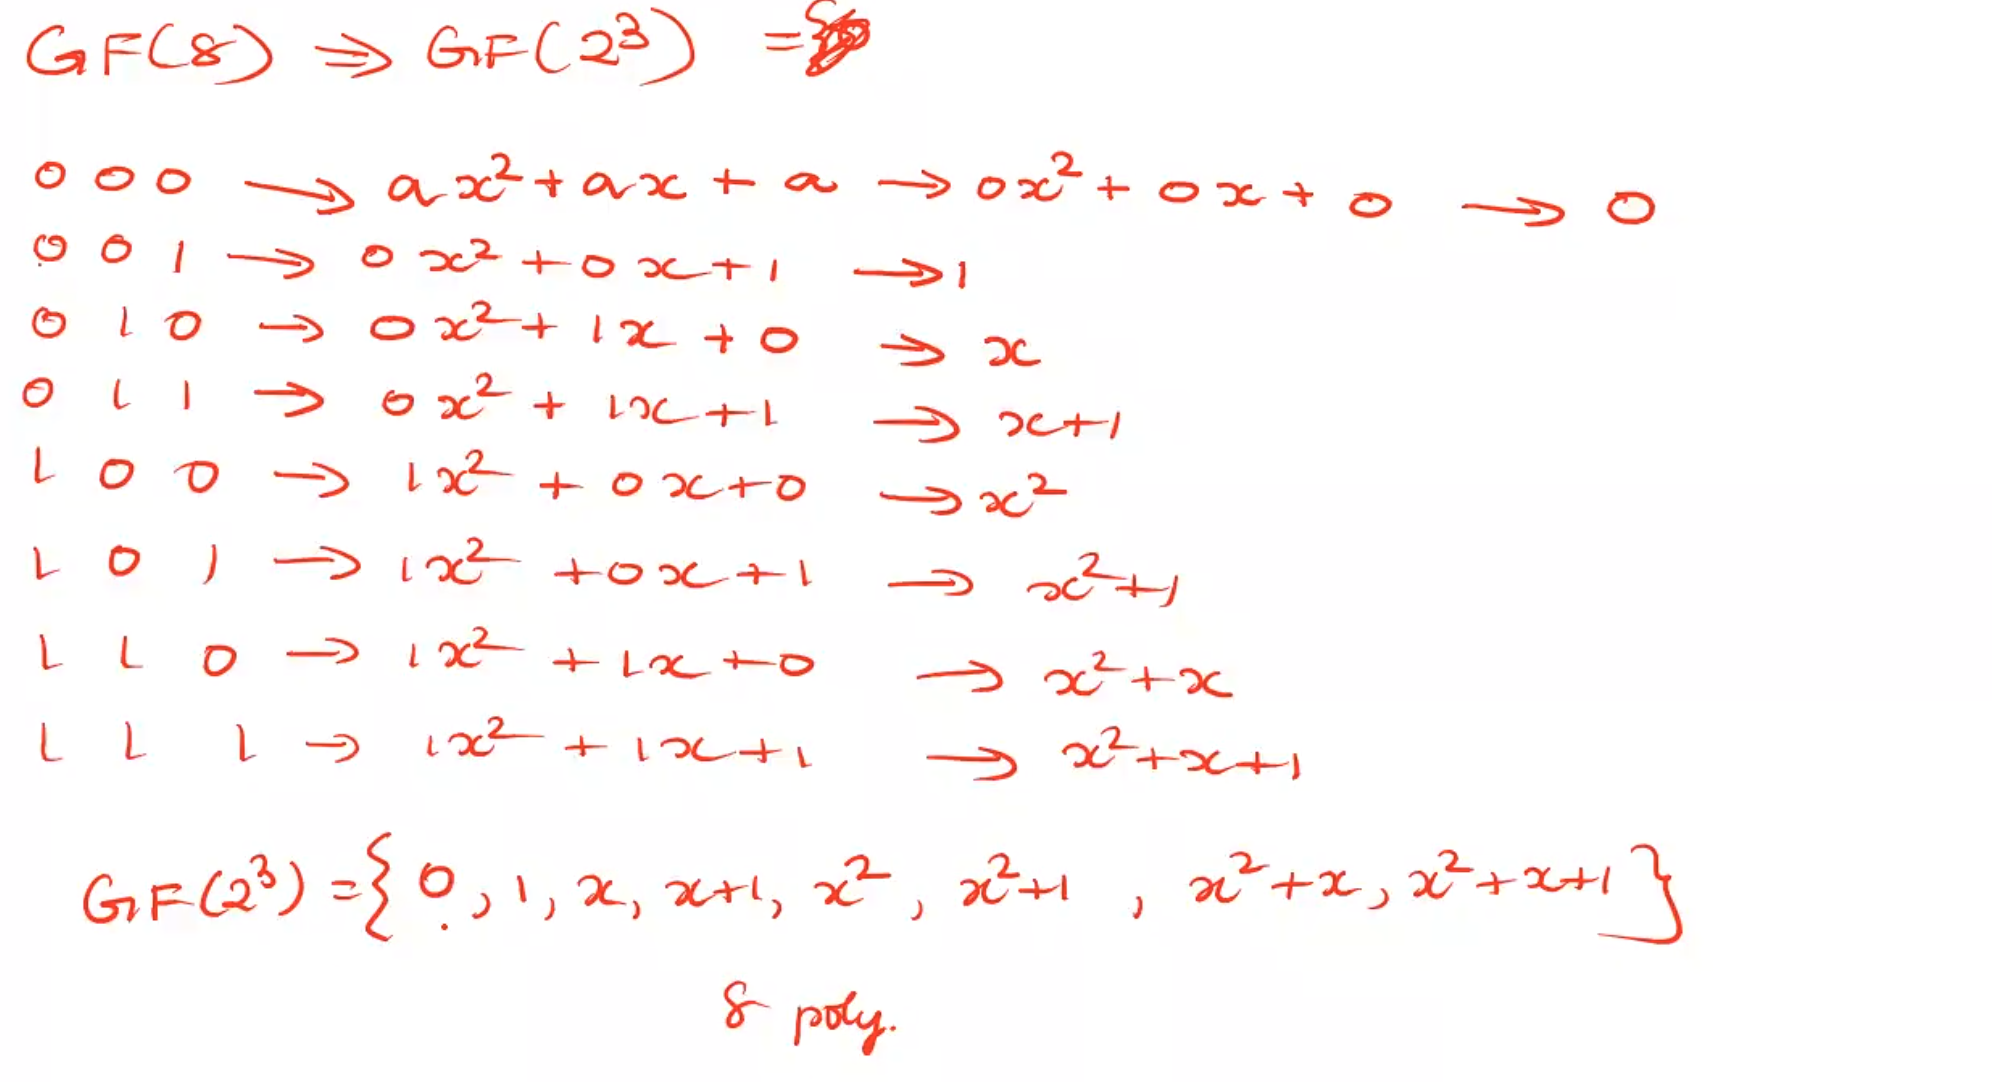 GF(8) ⇒ GF(2³) =
0 0 0 → ax²+ax+a → 0x²+0x+0 → 0
0 0 1 → 0x²+0x+1 → 1
0 1 0 → 0x²+1x+0 → x
0 1 1 → 0x²+1x+1 → x+1
1 0 0 → 1x²+0x+0 → x²
1 0 1 → 1x²+0x+1 → x²+1
1 1 0 → 1x²+1x+0 → x²+x
1 1 1 → 1x²+1x+1 → x²+x+1
GF(2³)={0, 1, x, x+1, x², x²+1, x²+x, x²+x+1}
8 poly.